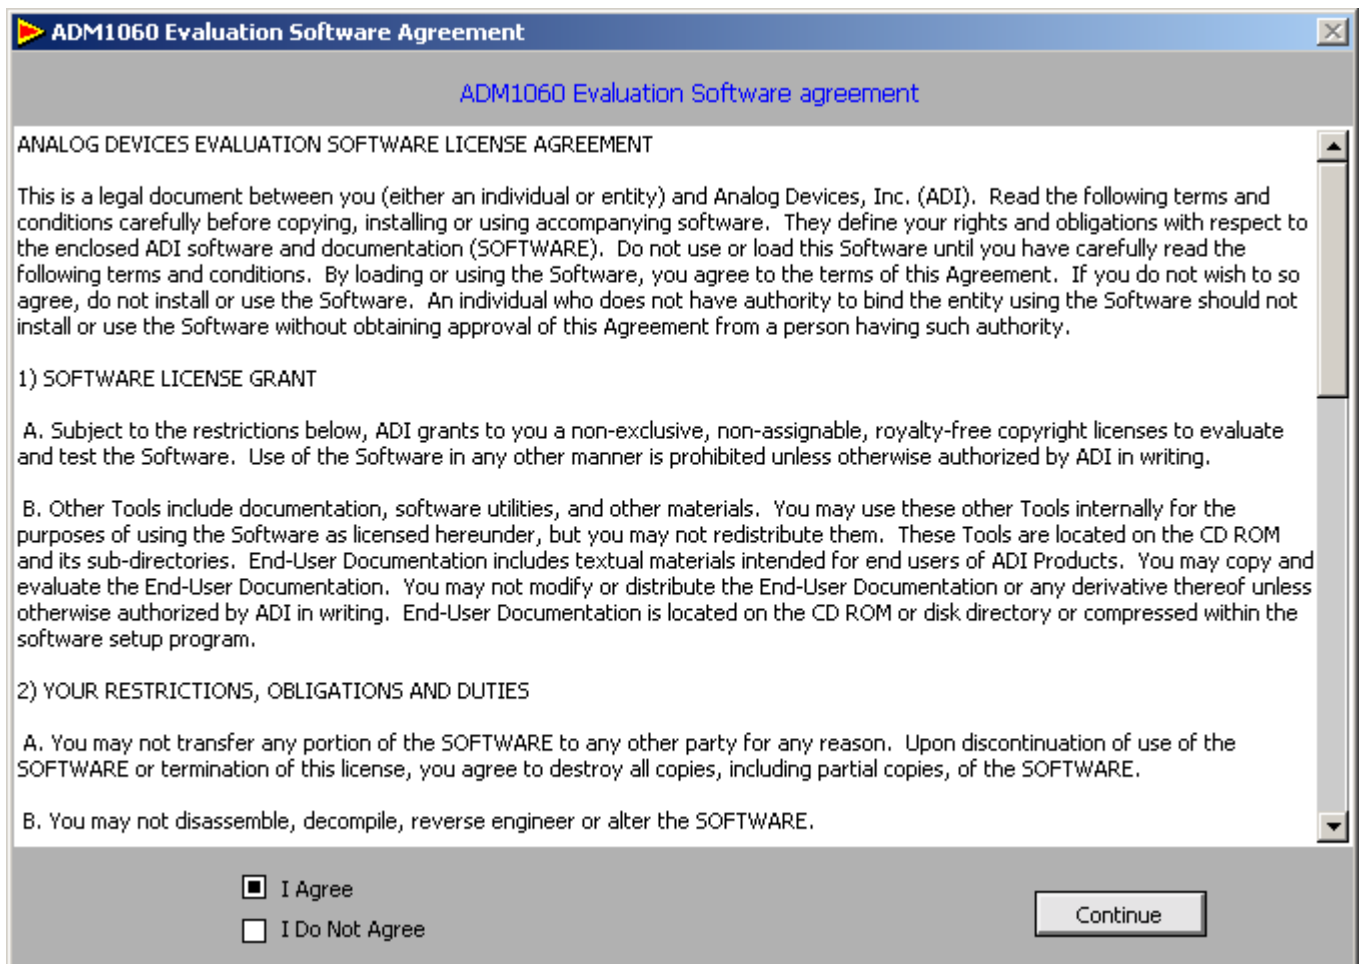 ADM1060 Evaluation Software Agreement
ADM1060 Evaluation Software agreement
ANALOG DEVICES EVALUATION SOFTWARE LICENSE AGREEMENT
This is a legal document between you (either an individual or entity) and Analog Devices, Inc. (ADI).  Read the following terms and
conditions carefully before copying, installing or using accompanying software.  They define your rights and obligations with respect to
the enclosed ADI software and documentation (SOFTWARE).  Do not use or load this Software until you have carefully read the
following terms and conditions.  By loading or using the Software, you agree to the terms of this Agreement.  If you do not wish to so
agree, do not install or use the Software.  An individual who does not have authority to bind the entity using the Software should not
install or use the Software without obtaining approval of this Agreement from a person having such authority.
1) SOFTWARE LICENSE GRANT
A. Subject to the restrictions below, ADI grants to you a non-exclusive, non-assignable, royalty-free copyright licenses to evaluate
and test the Software.  Use of the Software in any other manner is prohibited unless otherwise authorized by ADI in writing.
B. Other Tools include documentation, software utilities, and other materials.  You may use these other Tools internally for the
purposes of using the Software as licensed hereunder, but you may not redistribute them.  These Tools are located on the CD ROM
and its sub-directories.  End-User Documentation includes textual materials intended for end users of ADI Products.  You may copy and
evaluate the End-User Documentation.  You may not modify or distribute the End-User Documentation or any derivative thereof unless
otherwise authorized by ADI in writing.  End-User Documentation is located on the CD ROM or disk directory or compressed within the
software setup program.
2) YOUR RESTRICTIONS, OBLIGATIONS AND DUTIES
A. You may not transfer any portion of the SOFTWARE to any other party for any reason.  Upon discontinuation of use of the
SOFTWARE or termination of this license, you agree to destroy all copies, including partial copies, of the SOFTWARE.
B. You may not disassemble, decompile, reverse engineer or alter the SOFTWARE.
I Agree
I Do Not Agree
Continue